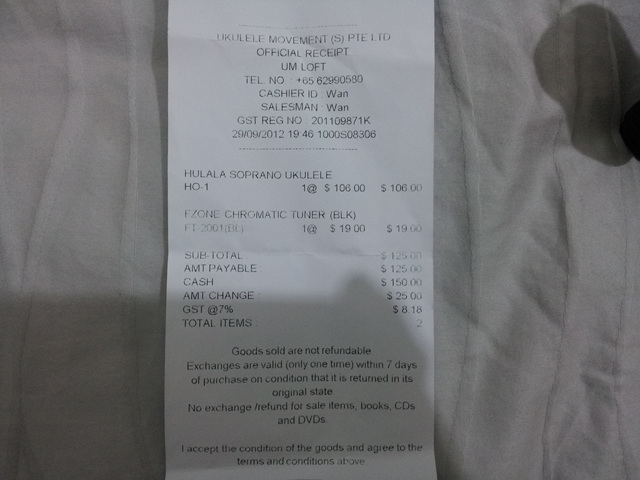 UKULELE MOVEMENT (S) PTE LTD
OFFICIAL RECEIPT
UM LOFT
TEL. NO. : +65 62990580
CASHIER ID : Wan
SALESMAN : Wan
GST REG NO : 201109871K
29/09/2012 19:46 1000S08306
HULALA SOPRANO UKULELE
HO-1 1@ $ 106.00 $ 106.00
FZONE CHROMATIC TUNER (BLK)
FT 2001(BL) 1@ $ 19.00 $ 19.00
SUB-TOTAL $ 125.00
AMT PAYABLE : $ 125.00
CASH $ 150.00
AMT CHANGE : $ 25.00
GST @7% $ 8.18
TOTAL ITEMS : 2
Goods sold are not refundable
Exchanges are valid (only one time) within 7 days
of purchase on condition that it is returned in its
original state
No exchange /refund for sale items, books, CDs
and DVDs.
I accept the condition of the goods and agree to the
terms and conditions above